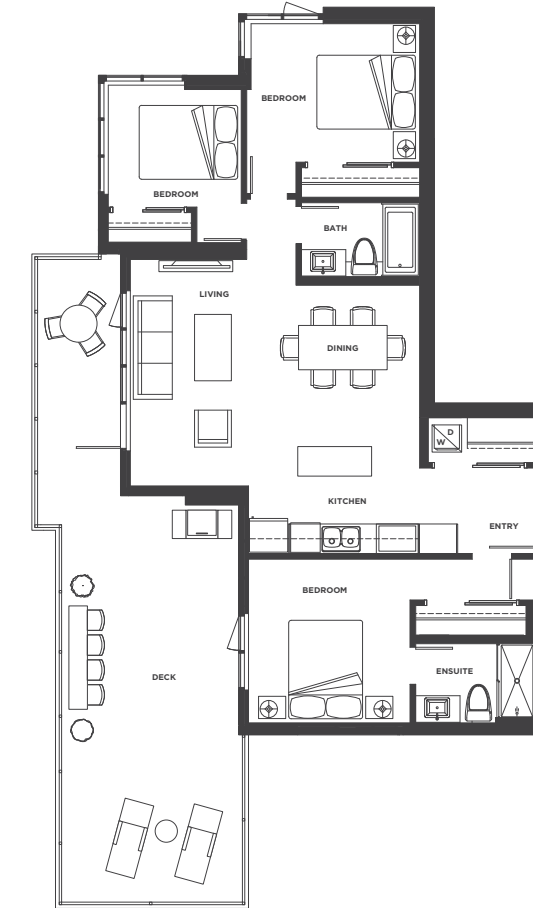 BEDROOM
BEDROOM
BATH
LIVING
DINING
D
W
KITCHEN
ENTRY
BEDROOM
ENSUITE
DECK